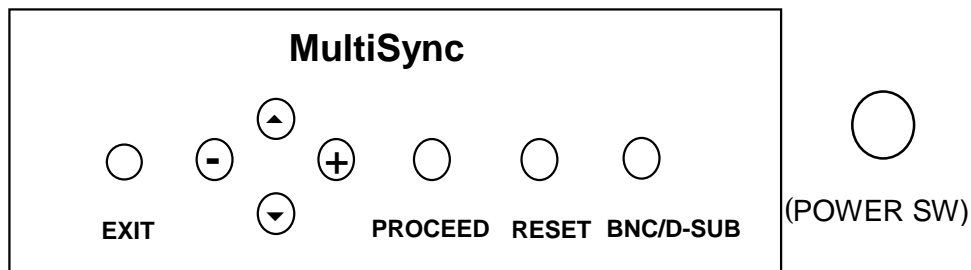 MultiSync
- +
EXIT PROCEED RESET BNC/D-SUB
(POWER SW)